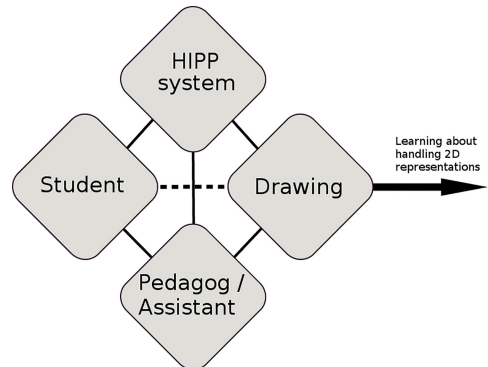 HIPP
system
Student
Drawing
Learning about
handling 2D
representations
Pedagog /
Assistant